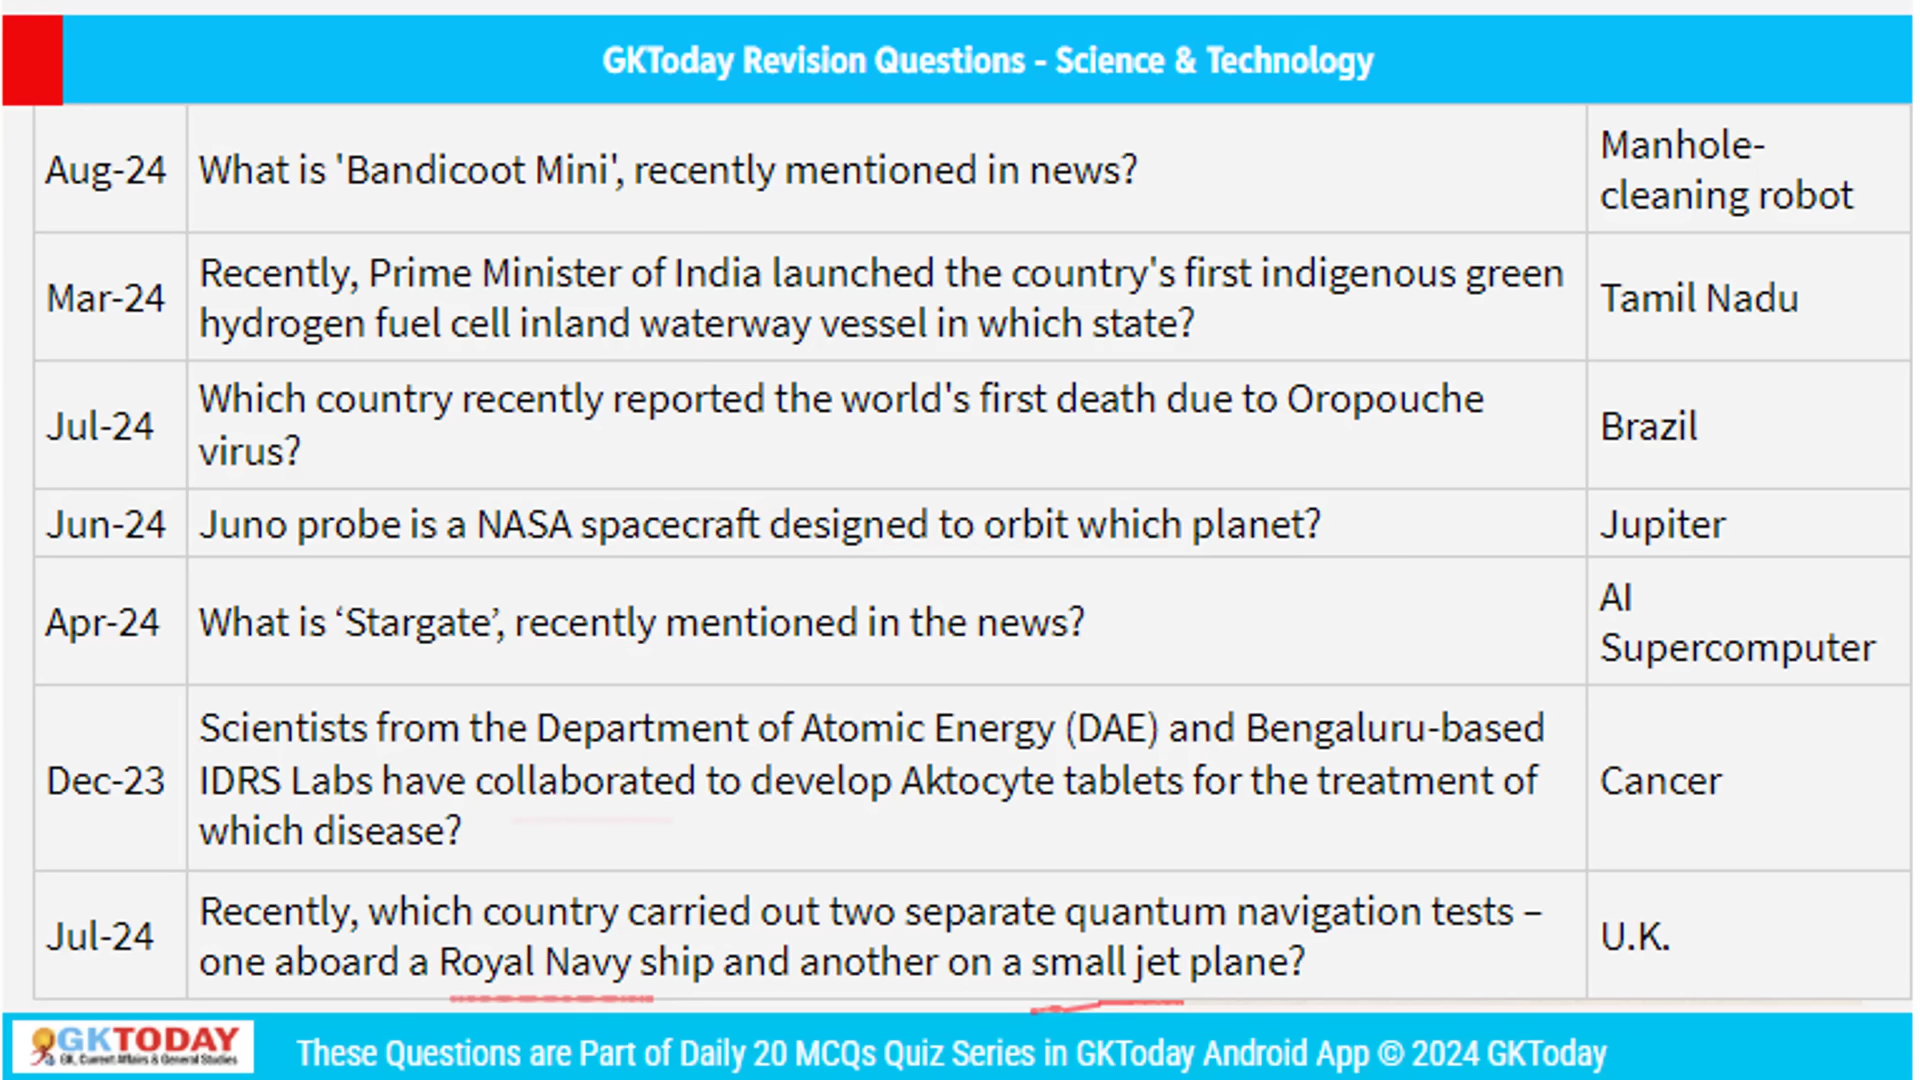 GKToday Revision Questions - Science & Technology
Aug-24
What is 'Bandicoot Mini', recently mentioned in news?
Manhole-
cleaning robot
Mar-24
Recently, Prime Minister of India launched the country's first indigenous green
hydrogen fuel cell inland waterway vessel in which state?
Tamil Nadu
Jul-24
Which country recently reported the world's first death due to Oropouche
virus?
Brazil
Jun-24
Juno probe is a NASA spacecraft designed to orbit which planet?
Jupiter
Apr-24
What is ‘Stargate’, recently mentioned in the news?
AI
Supercomputer
Dec-23
Scientists from the Department of Atomic Energy (DAE) and Bengaluru-based
IDRS Labs have collaborated to develop Aktocyte tablets for the treatment of
which disease?
Cancer
Jul-24
Recently, which country carried out two separate quantum navigation tests –
one aboard a Royal Navy ship and another on a small jet plane?
U.K.
GKTODAY
GK, Current Affairs & General Studies
These Questions are Part of Daily 20 MCQs Quiz Series in GKToday Android App © 2024 GKToday